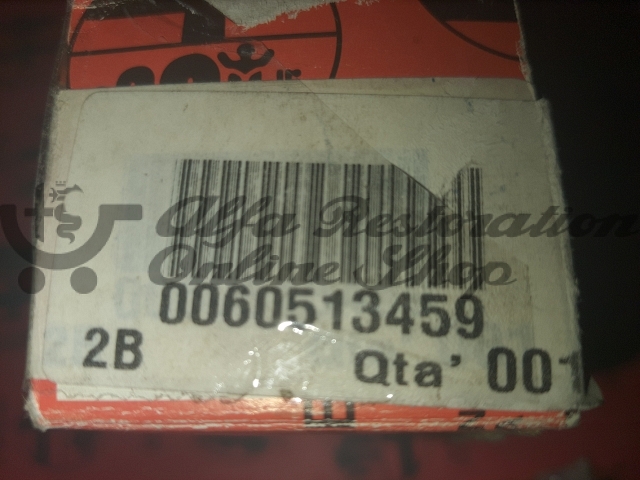 Alfa Restoration
Online Shop
0060513459
2B
Qta' 001